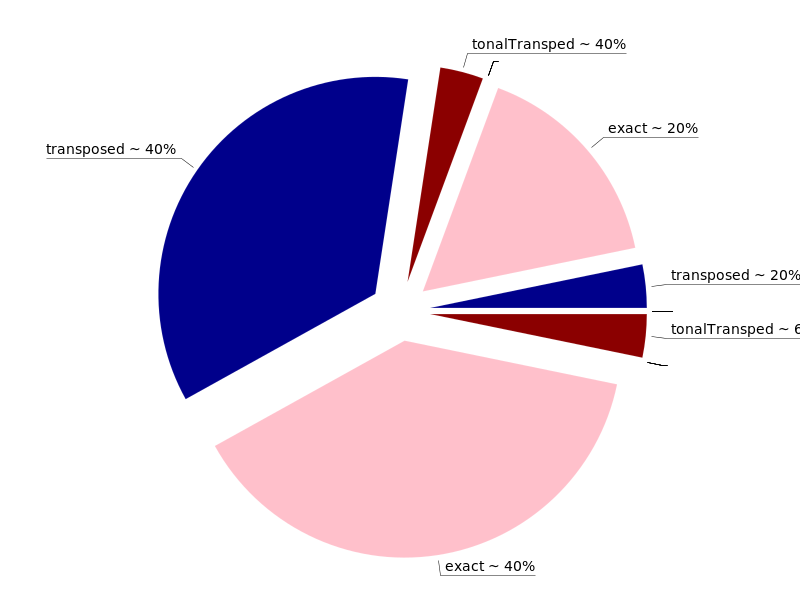 tonalTransped ~ 40%
exact ~ 20%
transposed ~ 40%
transposed ~ 20%
tonalTransped ~ 6
exact ~ 40%